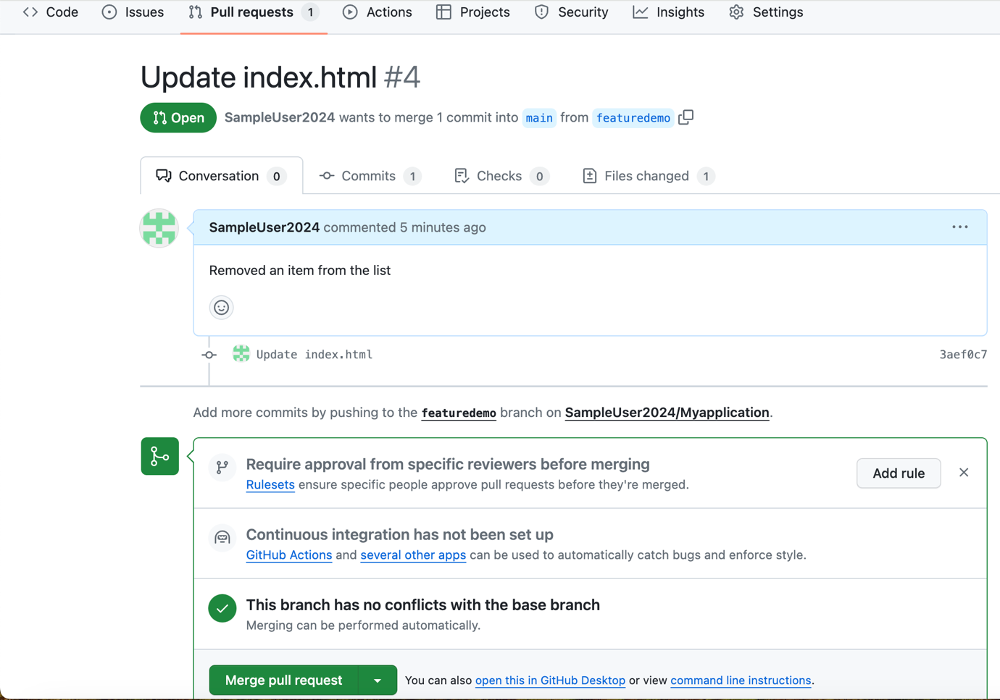 Code Issues Pull requests 1 Actions Projects Security Insights Settings
Update index.html #4
Open SampleUser2024 wants to merge 1 commit into main from featuredemo
Conversation 0 Commits 1 Checks 0 Files changed 1
SampleUser2024 commented 5 minutes ago
Removed an item from the list
Update index.html 3aef0c7
Add more commits by pushing to the featuredemo branch on SampleUser2024/Myapplication.
Require approval from specific reviewers before merging
Rulesets ensure specific people approve pull requests before they're merged.
Add rule
Continuous integration has not been set up
GitHub Actions and several other apps can be used to automatically catch bugs and enforce style.
This branch has no conflicts with the base branch
Merging can be performed automatically.
Merge pull request You can also open this in GitHub Desktop or view command line instructions.